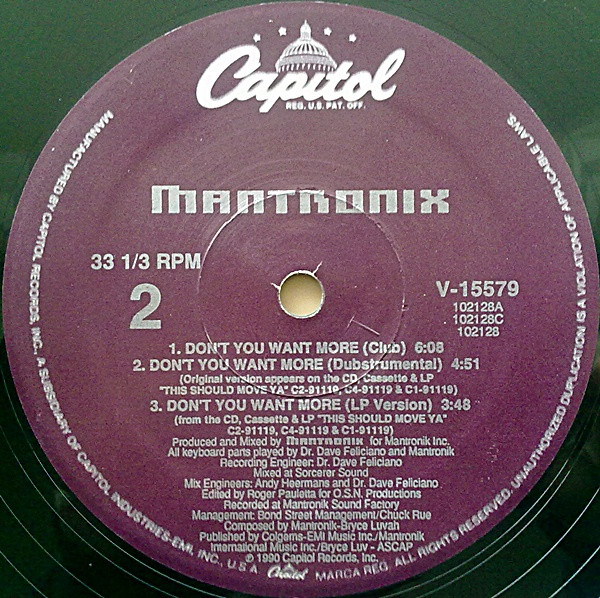 Capitol
REG. U.S. PAT. OFF.
MANTRONIX
33 1/3 RPM
2
V-15579
102128A
102128C
102128
1. DON'T YOU WANT MORE (Club) 6:08
2. DON'T YOU WANT MORE (Dubstrumental) 4:51
(Original version appears on the CD, Cassette & LP
"THIS SHOULD MOVE YA" C2-91119, C4-91119 & C1-91119)
3. DON'T YOU WANT MORE (LP Version) 3:48
(from the CD, Cassette & LP "THIS SHOULD MOVE YA"
C2-91119, C4-91119 & C1-91119)
Produced and Mixed by MANTRONIX for Mantronik Inc.
All keyboard parts played by Dr. Dave Feliciano and Mantronik
Recording Engineer: Dr. Dave Feliciano
Mixed at Sorcerer Sound
Mix Engineers: Andy Heermans and Dr. Dave Feliciano
Edited by Roger Pauletta for O.S.N. Productions
Recorded at Mantronik Sound Factory
Management: Bond Street Management/Chuck Rue
Composed by Mantronik-Bryce Luvah
Published by Colgems-EMI Music Inc./Mantronik
International Music Inc./Bryce Luv - ASCAP
℗ 1990 Capitol Records, Inc.
MANUFACTURED BY CAPITOL RECORDS, INC., A SUBSIDIARY OF CAPITOL INDUSTRIES-EMI, INC., U.S.A. Capitol MARCA REG. ALL RIGHTS RESERVED. UNAUTHORIZED DUPLICATION IS A VIOLATION OF APPLICABLE LAWS.